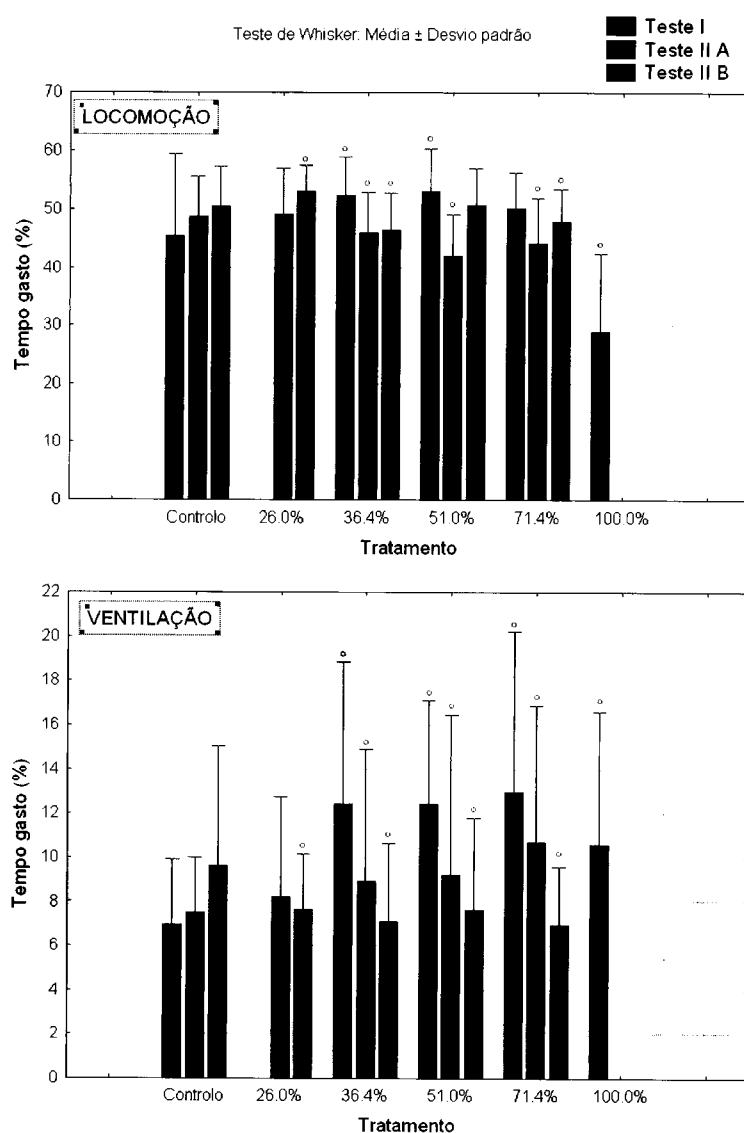 Teste de Whisker: Média ± Desvio padrão
Teste I
Teste II A
Teste II B
LOCOMOÇÃO
Tempo gasto (%)
70
60
50
40
30
20
10
0
Controlo 26.0% 36.4% 51.0% 71.4% 100.0%
Tratamento
VENTILAÇÃO
Tempo gasto (%)
22
20
18
16
14
12
10
8
6
4
2
0
Controlo 26.0% 36.4% 51.0% 71.4% 100.0%
Tratamento